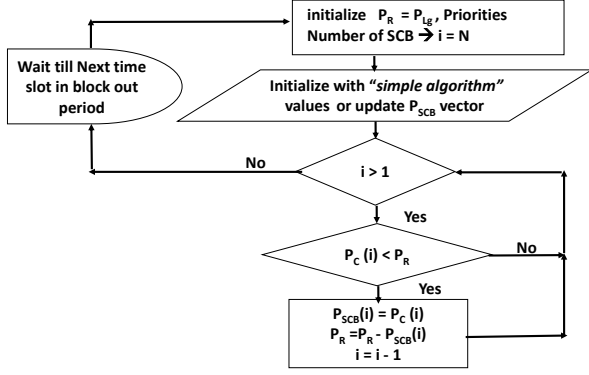 initialize P_R = P_Lg , Priorities
Number of SCB → i = N
Wait till Next time
slot in block out
period
Initialize with “simple algorithm”
values or update P_SCB vector
No
i > 1
Yes
P_C (i) < P_R
No
Yes
P_SCB(i) = P_C (i)
P_R =P_R - P_SCB(i)
i = i - 1